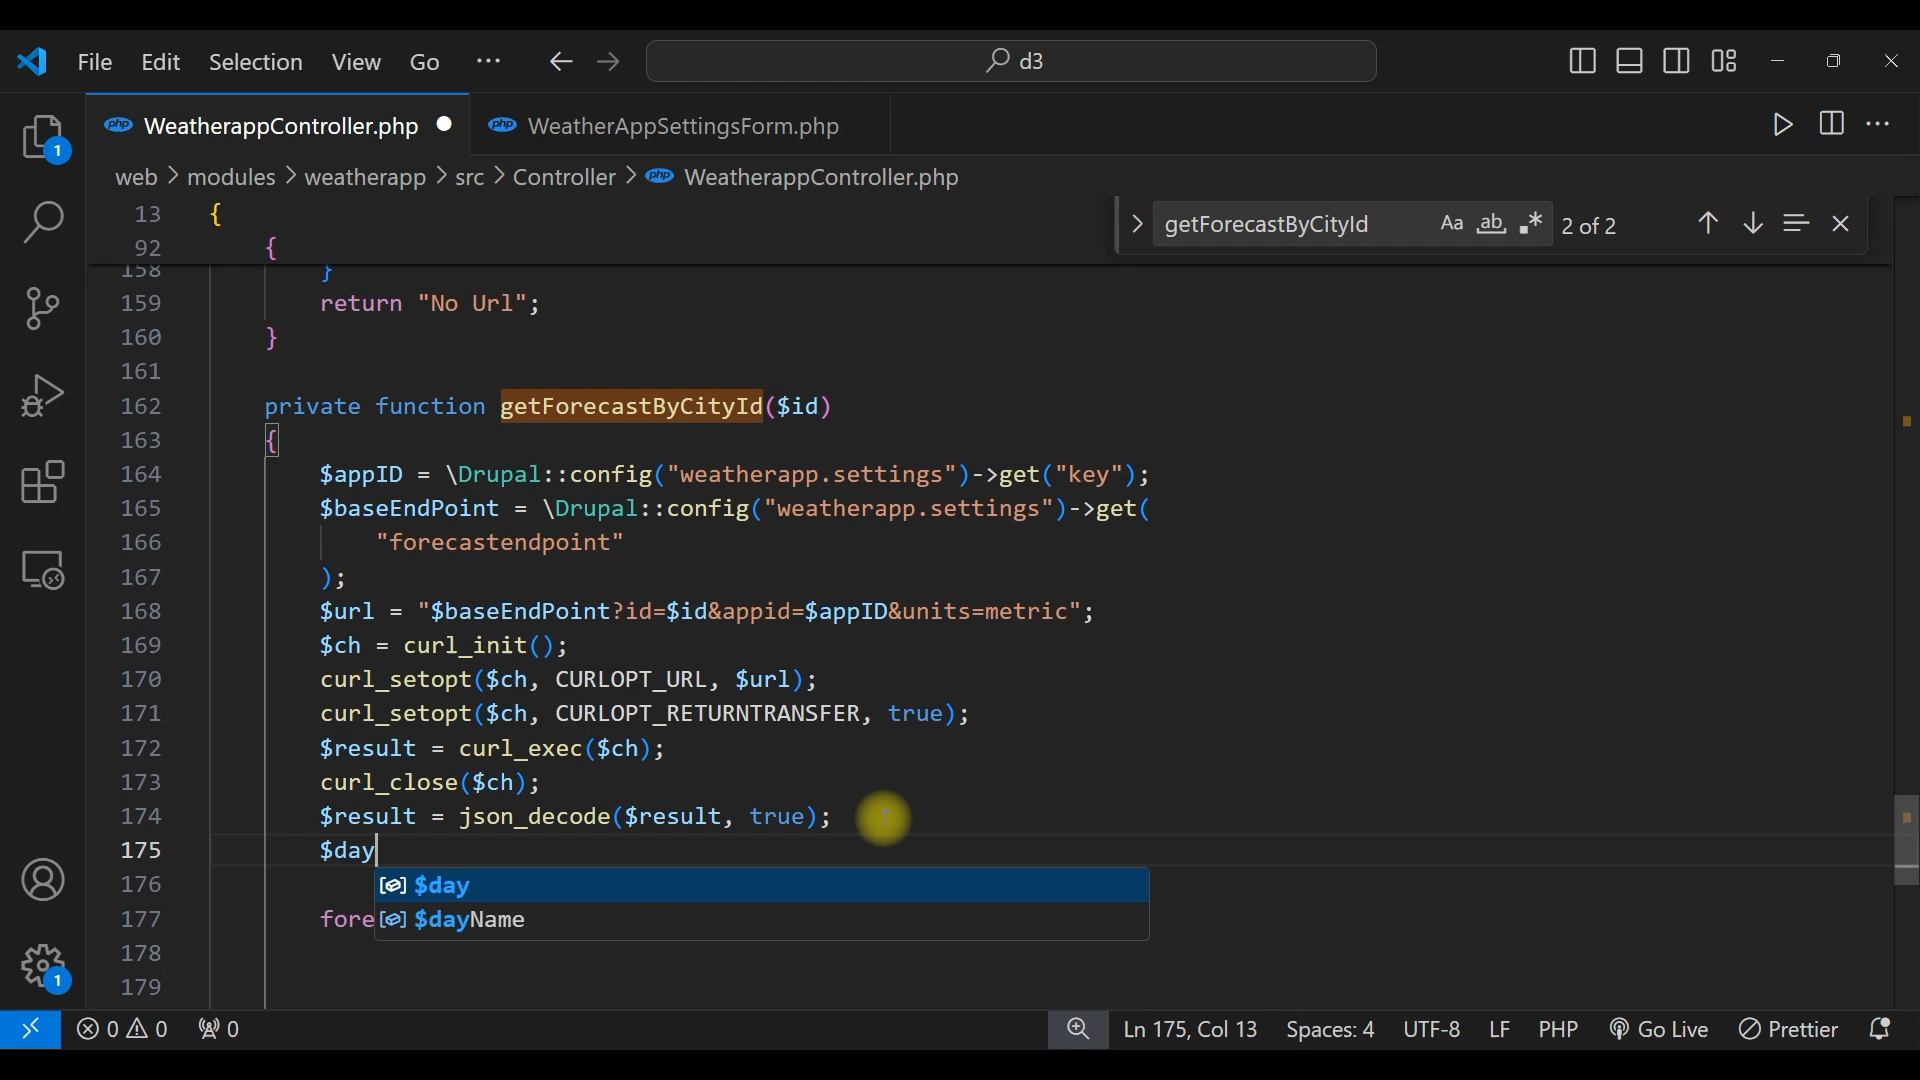 File Edit Selection View Go ··· d3
WeatherappController.php WeatherAppSettingsForm.php
web > modules > weatherapp > src > Controller > WeatherappController.php
getForecastByCityId Aa ab 2 of 2
13 {
92 {
158 }
159 return "No Url";
160 }
161
162 private function getForecastByCityId($id)
163 {
164 $appID = \Drupal::config("weatherapp.settings")->get("key");
165 $baseEndPoint = \Drupal::config("weatherapp.settings")->get(
166 "forecastendpoint"
167 );
168 $url = "$baseEndPoint?id=$id&appid=$appID&units=metric";
169 $ch = curl_init();
170 curl_setopt($ch, CURLOPT_URL, $url);
171 curl_setopt($ch, CURLOPT_RETURNTRANSFER, true);
172 $result = curl_exec($ch);
173 curl_close($ch);
174 $result = json_decode($result, true);
175 $day
176 $day
177 fore $dayName
178
179
1
1
0 0 0 Ln 175, Col 13 Spaces: 4 UTF-8 LF PHP Go Live Prettier